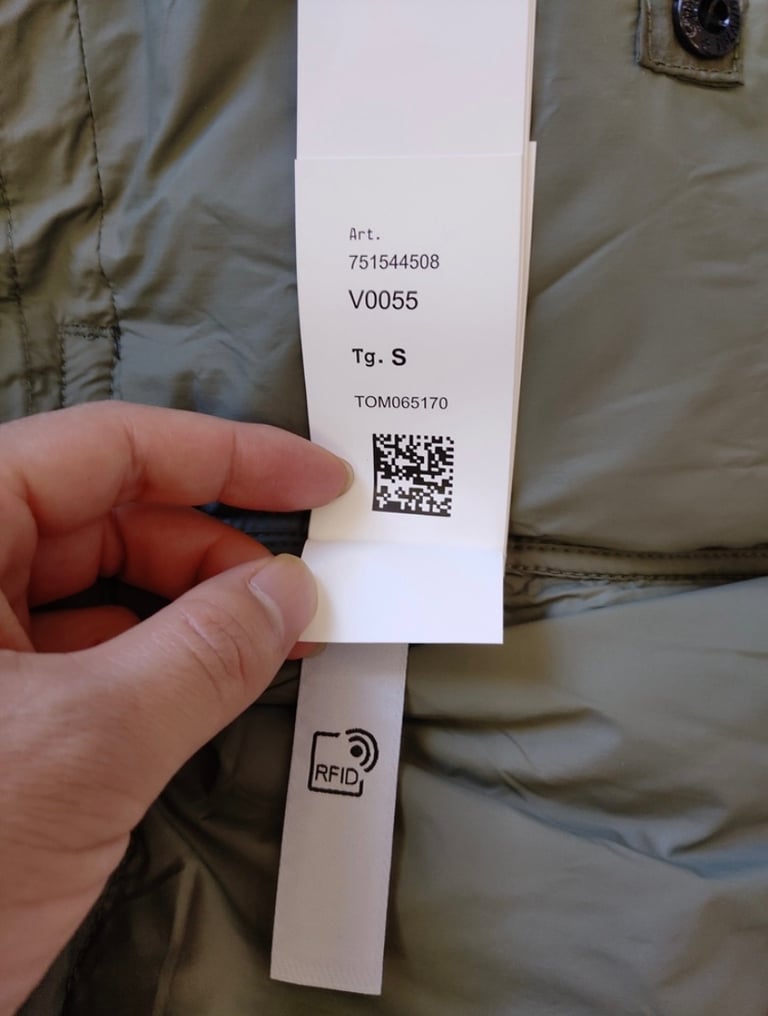 Art.
751544508
V0055
Tg. S
TOM065170
RFID